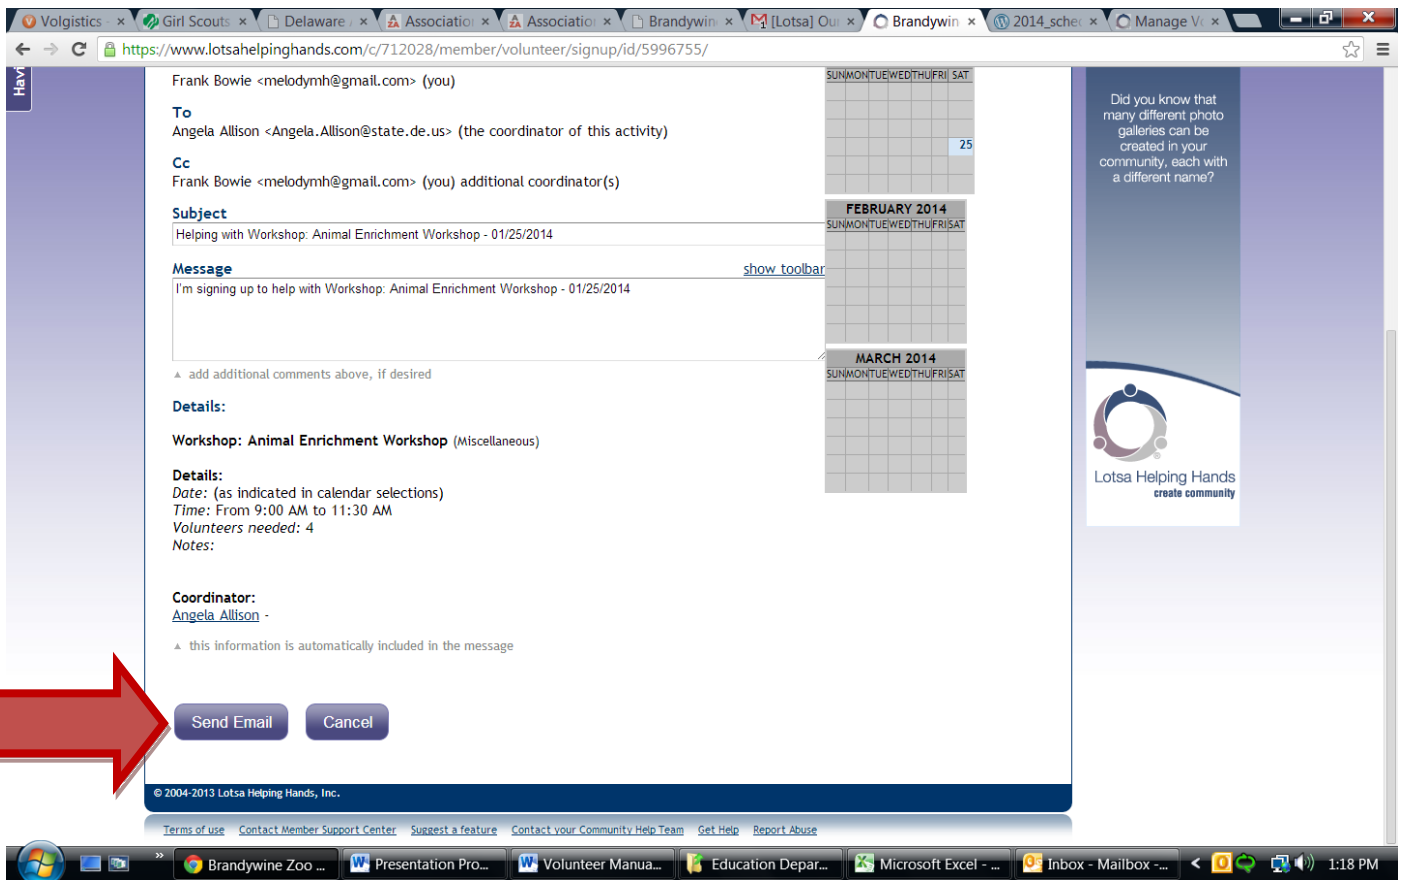 Volgistics -
Girl Scouts
Delaware
Association
Association
Brandywin
[Lotsa] Ou
Brandywin
2014_sche
Manage V
https://www.lotsahelpinghands.com/c/712028/member/volunteer/signup/id/5996755/
Havi
Frank Bowie <melodymh@gmail.com> (you)
To
Angela Allison <Angela.Allison@state.de.us> (the coordinator of this activity)
Cc
Frank Bowie <melodymh@gmail.com> (you) additional coordinator(s)
Subject
Helping with Workshop: Animal Enrichment Workshop - 01/25/2014
Message
show toolbar
I'm signing up to help with Workshop: Animal Enrichment Workshop - 01/25/2014
▲ add additional comments above, if desired
Details:
Workshop: Animal Enrichment Workshop (Miscellaneous)
Details:
Date: (as indicated in calendar selections)
Time: From 9:00 AM to 11:30 AM
Volunteers needed: 4
Notes:
Coordinator:
Angela Allison -
▲ this information is automatically included in the message
Send Email
Cancel
SUN MON TUE WED THU FRI SAT
25
FEBRUARY 2014
SUN MON TUE WED THU FRI SAT
MARCH 2014
SUN MON TUE WED THU FRI SAT
Did you know that
many different photo
galleries can be
created in your
community, each with
a different name?
Lotsa Helping Hands
create community
© 2004-2013 Lotsa Helping Hands, Inc.
Terms of use Contact Member Support Center Suggest a feature Contact your Community Help Team Get Help Report Abuse
Brandywine Zoo ...
Presentation Pro...
Volunteer Manua...
Education Depar...
Microsoft Excel - ...
Inbox - Mailbox -...
1:18 PM